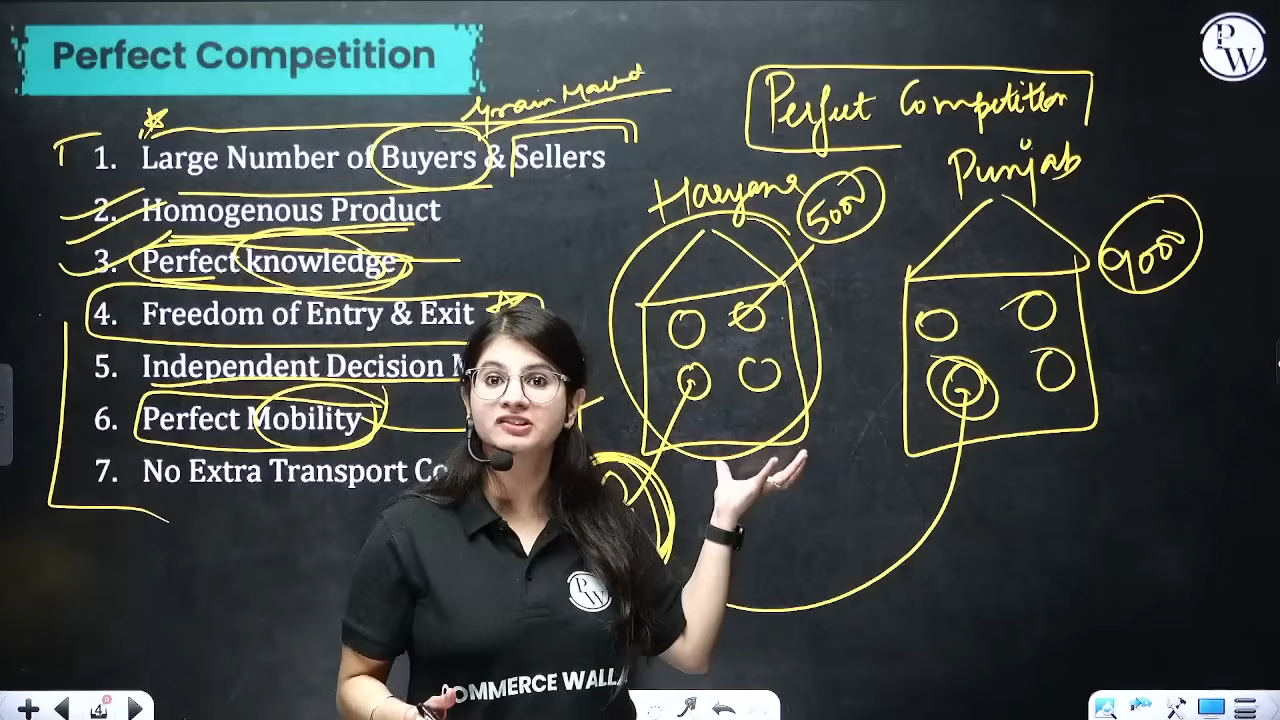 Perfect Competition
PW
Grain Market
1. Large Number of Buyers & Sellers
2. Homogenous Product
3. Perfect knowledge
4. Freedom of Entry & Exit
5. Independent Decision
6. Perfect Mobility
7. No Extra Transport
Perfect Competition
Haryana
5000
Punjab
9000
PW
COMMERCE WALLA
4